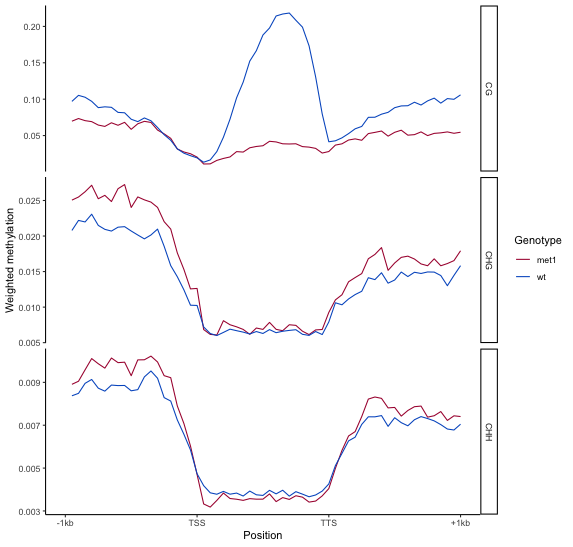 0.20
0.15
0.10
0.05
CG
0.025
0.020
0.015
0.010
0.005
CHG
0.009
0.007
0.005
0.003
CHH
Weighted methylation
-1kb TSS TTS +1kb
Position
Genotype
met1
wt